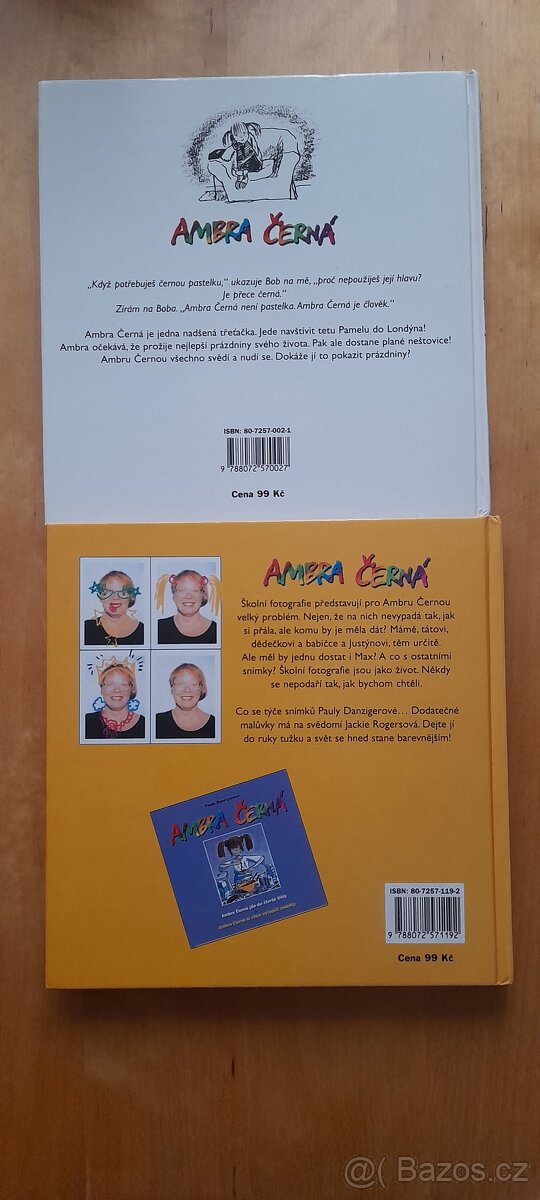 AMBRA ČERNÁ
„Když potřebuješ černou pastelku,“ ukazuje Bob na mě, „proč nepoužiješ její hlavu?
Je přece černá.“
Zírám na Boba. „Ambra Černá není pastelka. Ambra Černá je člověk.“
Ambra Černá je jedna nadšená třeťačka. Jede navštívit tetu Pamelu do Londýna!
Ambra očekává, že prožije nejlepší prázdniny svého života. Pak ale dostane plané neštovice!
Ambru Černou všechno svědí a nudí se. Dokáže jí to pokazit prázdniny?
ISBN: 80-7257-002-1
9 788072 570027
Cena 99 Kč
AMBRA ČERNÁ
Školní fotografie představují pro Ambru Černou
velký problém. Nejen, že na nich nevypadá tak, jak
si přála, ale komu by je měla dát? Mámě, tátovi,
dědečkovi a babičce a Justýnovi, těm určitě.
Ale měl by jednu dostat i Max? A co s ostatními
snímky? Školní fotografie jsou jako život. Někdy
se nepodaří tak, jak bychom chtěli.
Co se týče snímků Pauly Danzigerové... Dodatečné
malůvky má na svědomí Jackie Rogersová. Dejte jí
do ruky tužku a svět se hned stane barevnějším!
AMBRA ČERNÁ
Ambra Černá jde do čtvrté třídy
ISBN: 80-7257-119-2
9 788072 571192
Cena 99 Kč
@( Bazos.cz